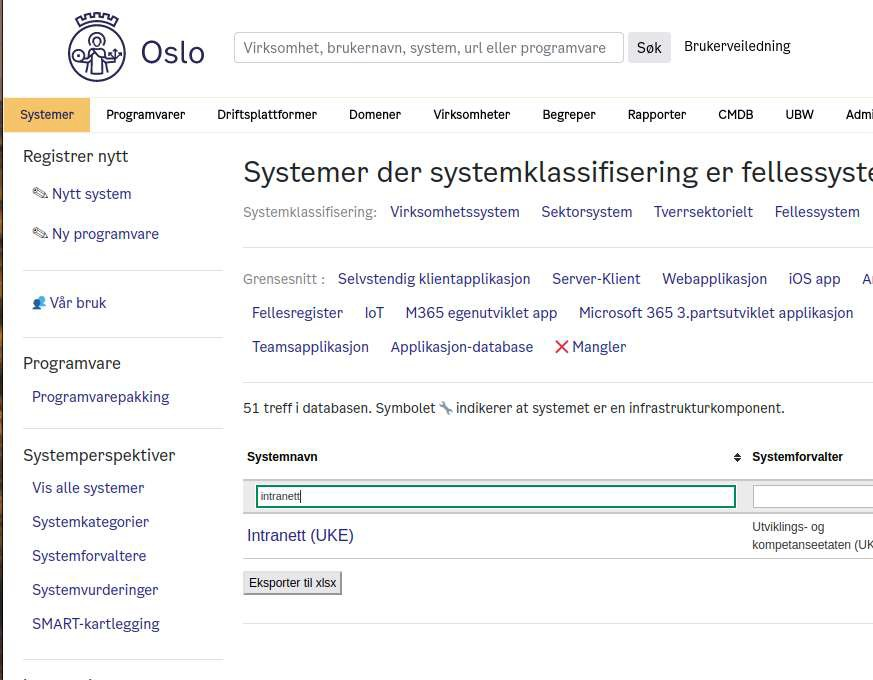 Oslo
Virksomhet, brukernavn, system, url eller programvare
Søk
Brukerveiledning
Systemer Programvarer Driftsplattformer Domener Virksomheter Begreper Rapporter CMDB UBW
Registrer nytt
Nytt system
Ny programvare
Vår bruk
Programvare
Programvarepakking
Systemperspektiver
Vis alle systemer
Systemkategorier
Systemforvaltere
Systemvurderinger
SMART-kartlegging
Systemer der systemklassifisering er
Systemklassifisering: Virksomhetssystem Sektorsystem Tverrsektorielt Fellessystem
Grensesnitt : Selvstendig klientapplikasjon Server-Klient Webapplikasjon iOS app
Fellesregister IoT M365 egenutviklet app Microsoft 365 3.partsutviklet applikasjon
Teamsapplikasjon Applikasjon-database ❌ Mangler
51 treff i databasen. Symbolet 🔧 indikerer at systemet er en infrastrukturkomponent.
Systemnavn Systemforvalter
intranett
Intranett (UKE) Utviklings- og
kompetanseetaten
Eksporter til xlsx